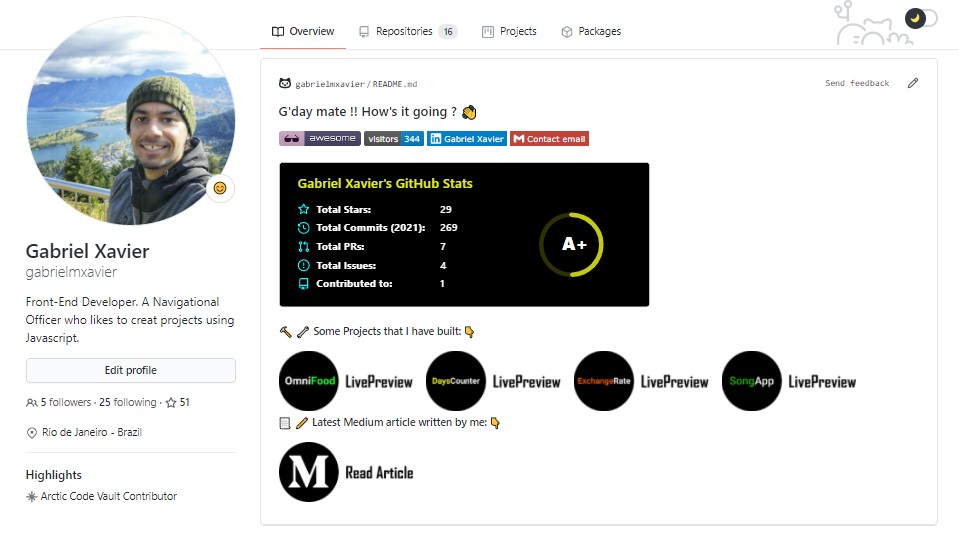 Overview
Repositories 16
Projects
Packages
gabrielmxavier / README.md
Send feedback
G'day mate !! How's it going ?
awesome
visitors 344
Gabriel Xavier
Contact email
Gabriel Xavier's GitHub Stats
Total Stars: 29
Total Commits (2021): 269
Total PRs: 7
Total Issues: 4
Contributed to: 1
A+
Gabriel Xavier
gabrielmxavier
Front-End Developer. A Navigational
Officer who likes to creat projects using
Javascript.
Edit profile
5 followers · 25 following · 51
Rio de Janeiro - Brazil
Highlights
Arctic Code Vault Contributor
Some Projects that I have built:
OmniFood LivePreview
DaysCounter LivePreview
ExchangeRate LivePreview
SongApp LivePreview
Latest Medium article written by me:
M Read Article